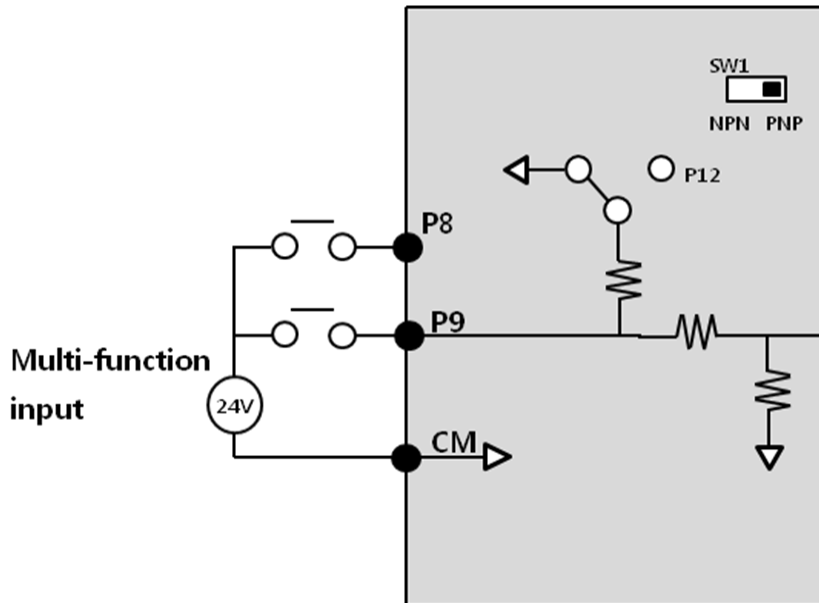 SW1
NPN PNP
P12
P8
P9
Multi-function
input
24V
CM